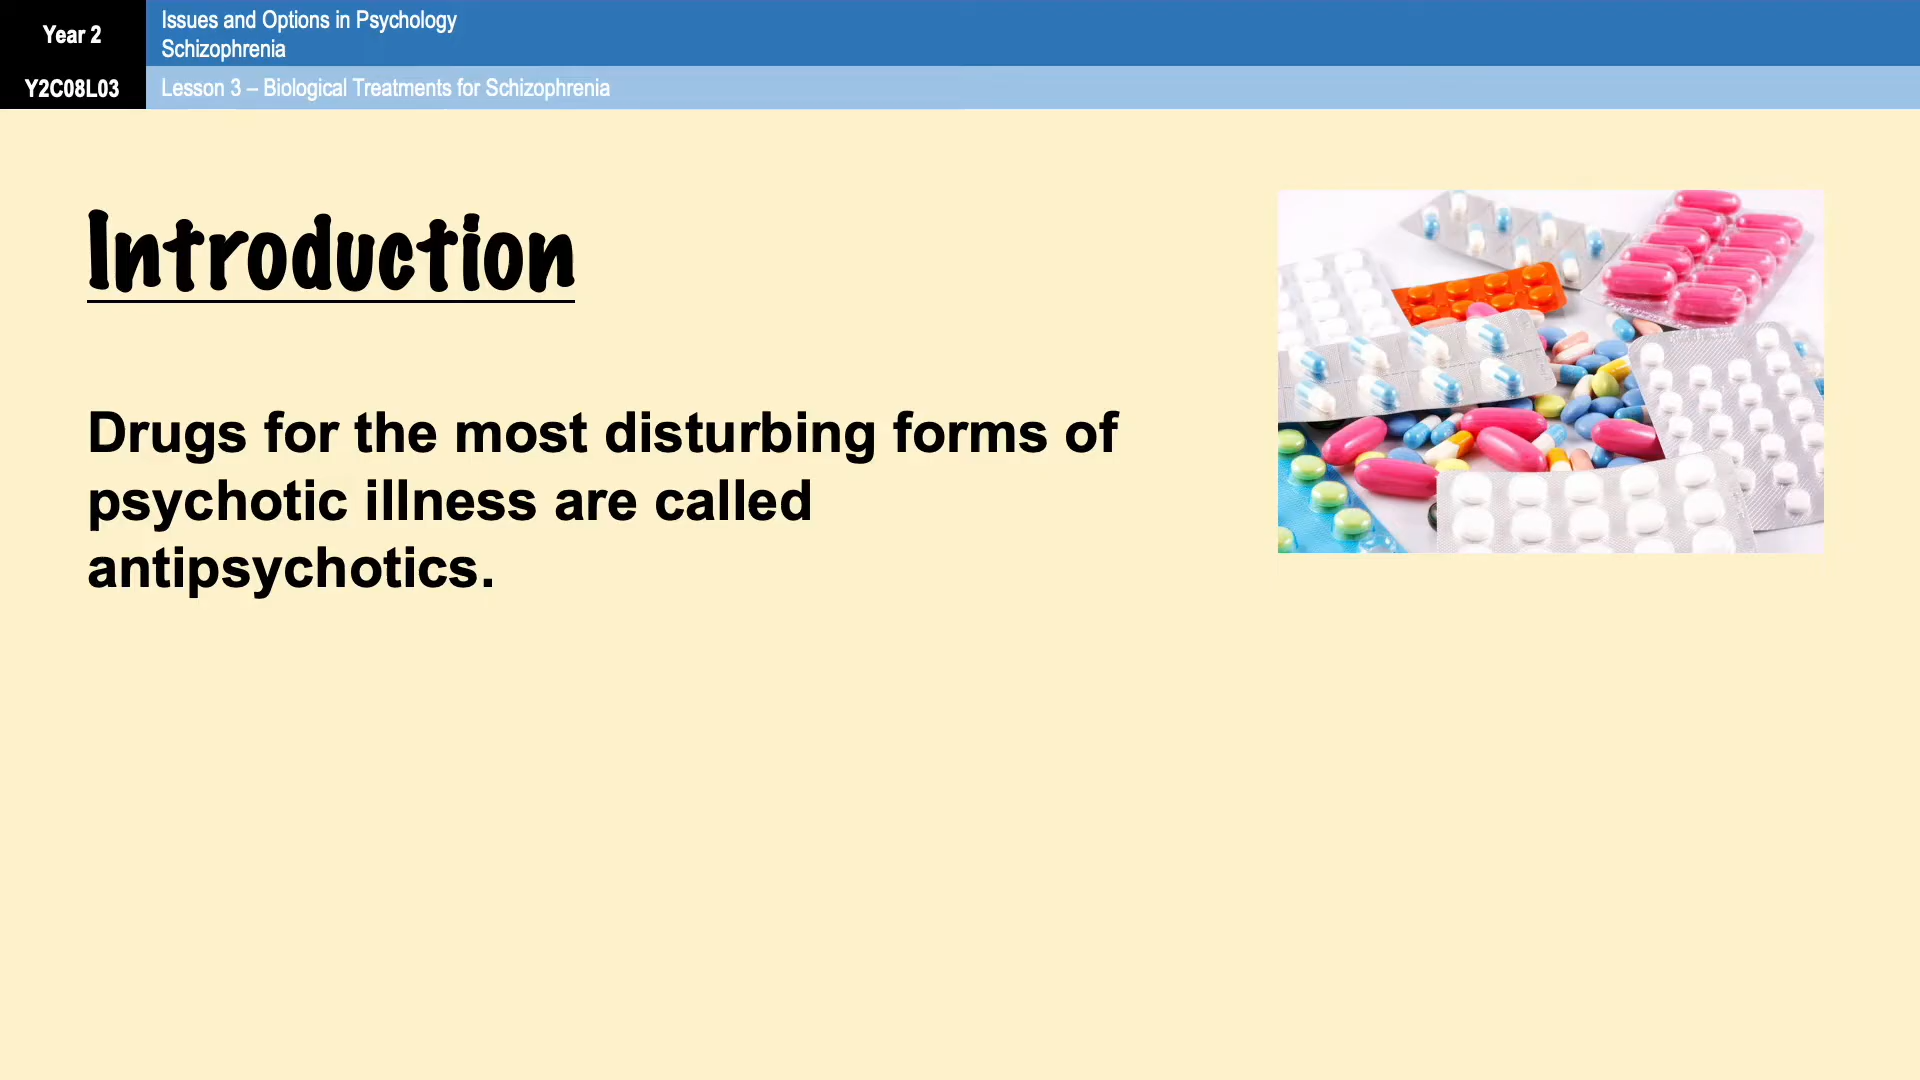 Year 2
Issues and Options in Psychology
Schizophrenia
Y2C08L03
Lesson 3 – Biological Treatments for Schizophrenia
Introduction
Drugs for the most disturbing forms of
psychotic illness are called
antipsychotics.